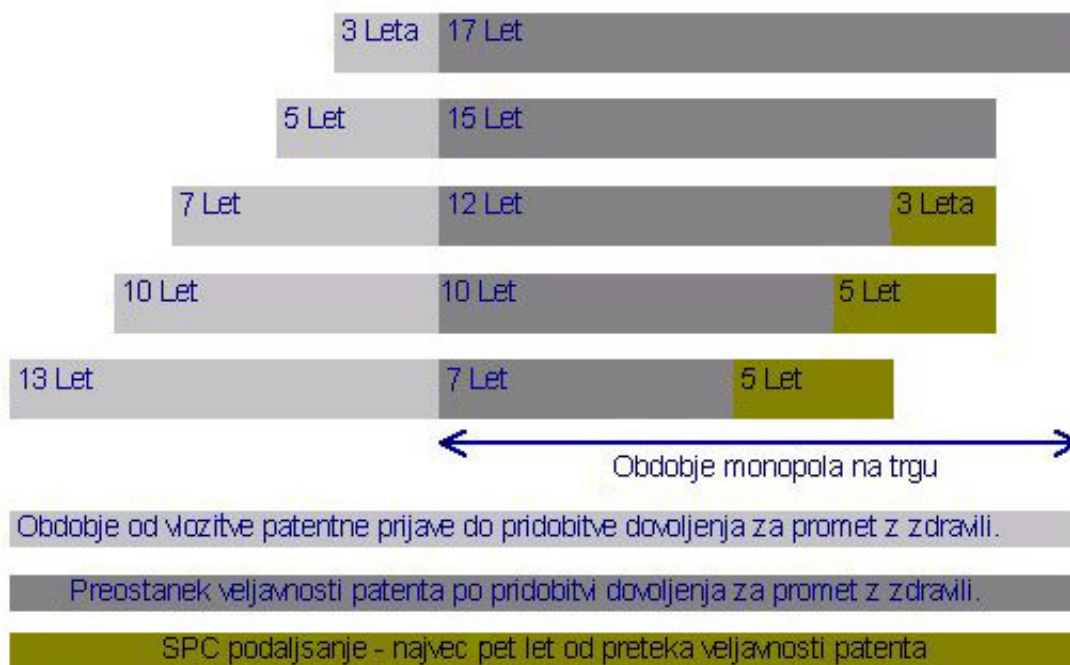 3 Leta 17 Let
5 Let 15 Let
7 Let 12 Let 3 Leta
10 Let 10 Let 5 Let
13 Let 7 Let 5 Let
Obdobje monopola na trgu
Obdobje od vlozitve patentne prijave do pridobitve dovoljenja za promet z zdravili.
Preostanek veljavnosti patenta po pridobitvi dovoljenja za promet z zdravili.
SPC podaljsanje - najvec pet let od preteka veljavnosti patenta